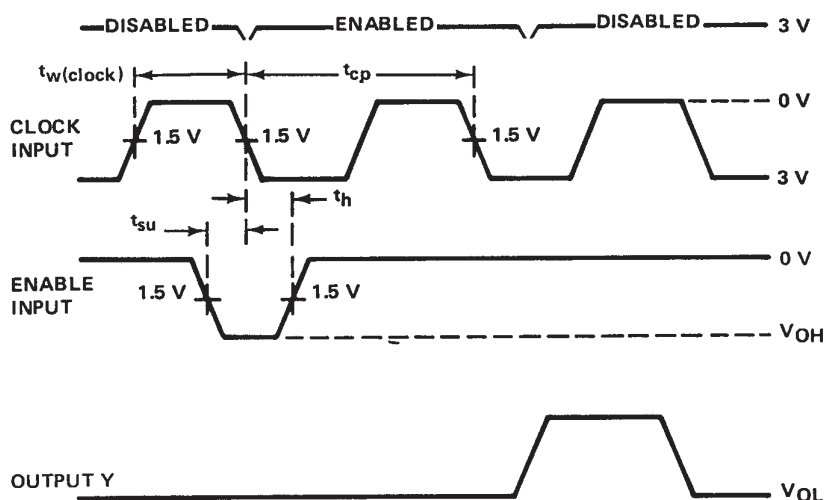 DISABLED ENABLED DISABLED 3 V
tw(clock) tcp
0 V
CLOCK INPUT
1.5 V 1.5 V 1.5 V
3 V
th
tsu
0 V
ENABLE INPUT
1.5 V 1.5 V
VOH
OUTPUT Y
VOL